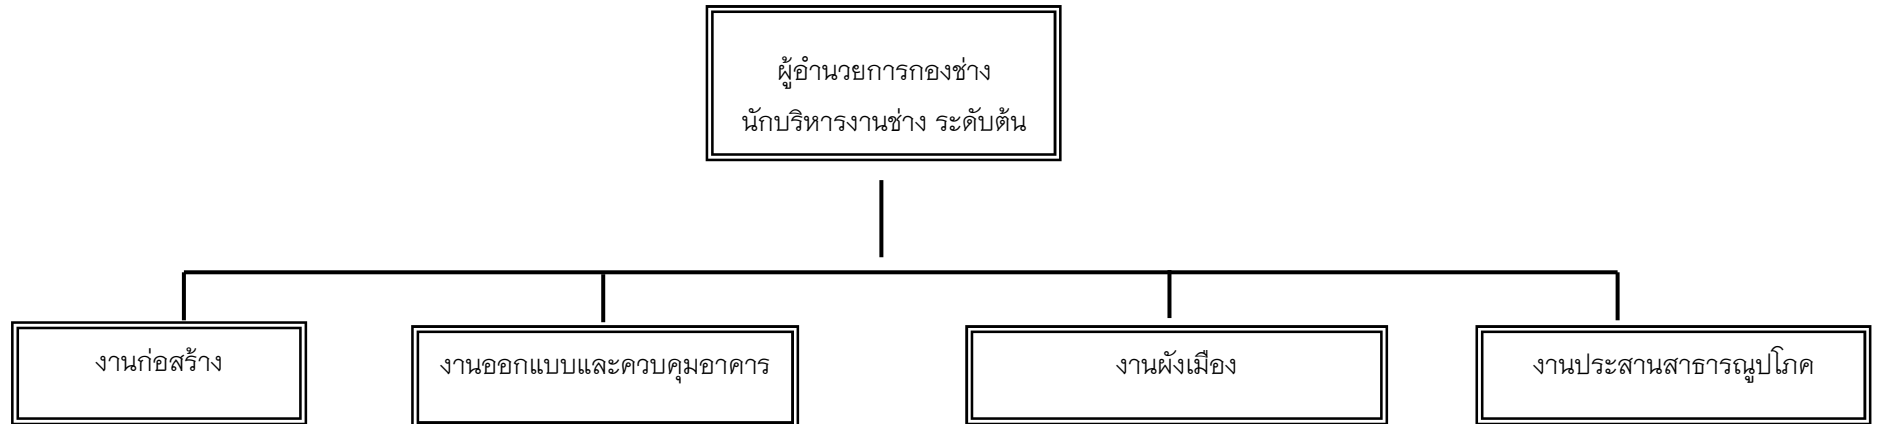 ผู้อำนวยการกองช่าง
นักบริหารงานช่าง ระดับต้น
งานก่อสร้าง
งานออกแบบและควบคุมอาคาร
งานผังเมือง
งานประสานสาธารณูปโภค